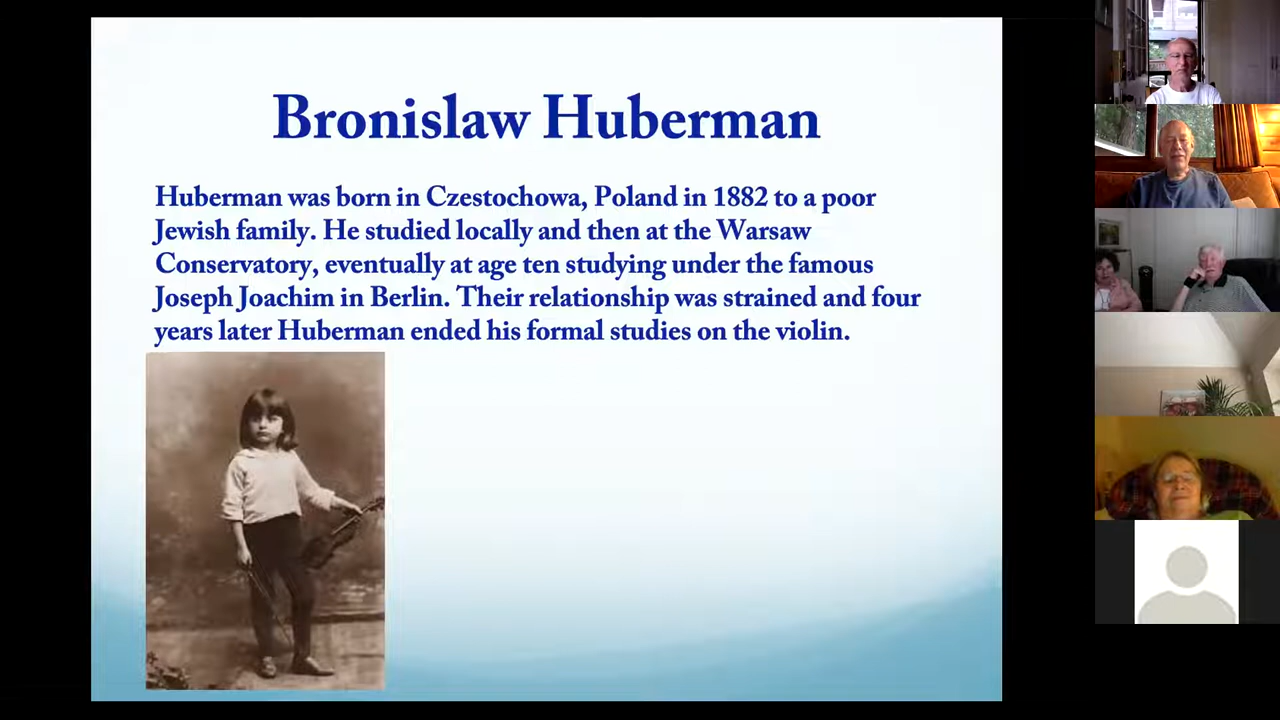 Bronislaw Huberman
Huberman was born in Czestochowa, Poland in 1882 to a poor
Jewish family. He studied locally and then at the Warsaw
Conservatory, eventually at age ten studying under the famous
Joseph Joachim in Berlin. Their relationship was strained and four
years later Huberman ended his formal studies on the violin.